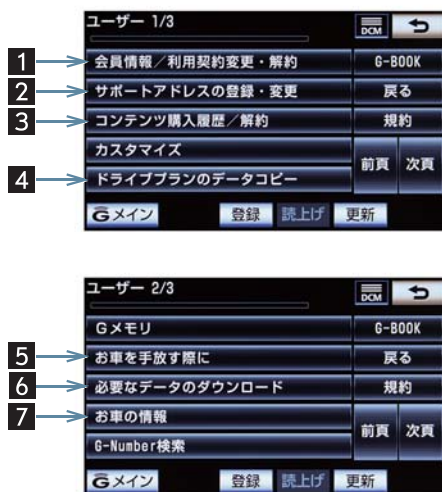 ユーザー 1/3
DCM
1
会員情報／利用契約変更・解約
G-BOOK
2
サポートアドレスの登録・変更
戻る
3
コンテンツ購入履歴／解約
規約
カスタマイズ
前頁 次頁
4
ドライブプランのデータコピー
Gメイン 登録 読上げ 更新
ユーザー 2/3
DCM
Gメモリ
G-BOOK
5
お車を手放す際に
戻る
6
必要なデータのダウンロード
規約
7
お車の情報
前頁 次頁
G-Number検索
Gメイン 登録 読上げ 更新